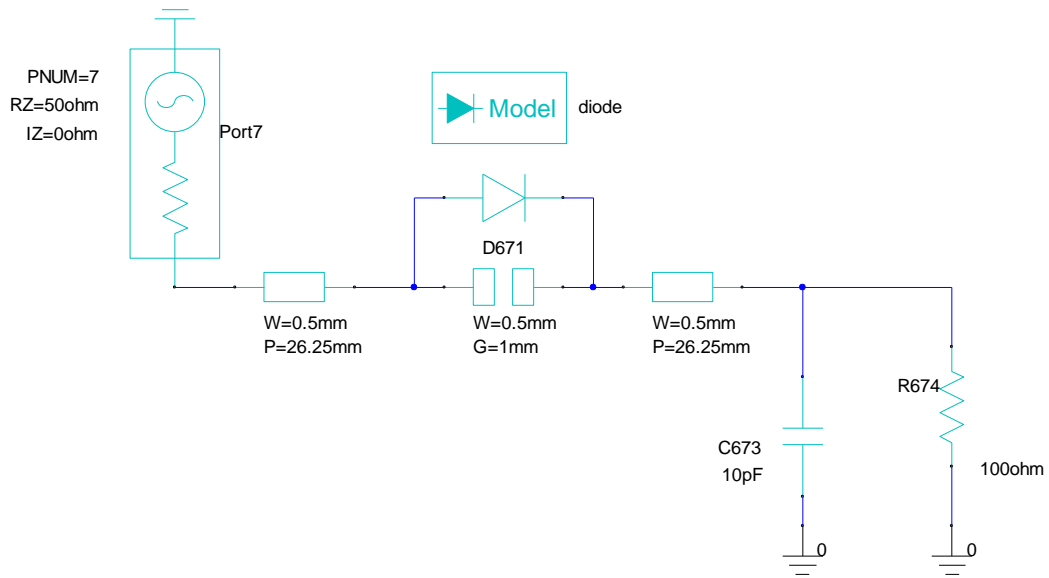 PNUM=7
RZ=50ohm
IZ=0ohm
Port7
Model
diode
D671
W=0.5mm
P=26.25mm
W=0.5mm
G=1mm
W=0.5mm
P=26.25mm
R674
100ohm
C673
10pF
0
0